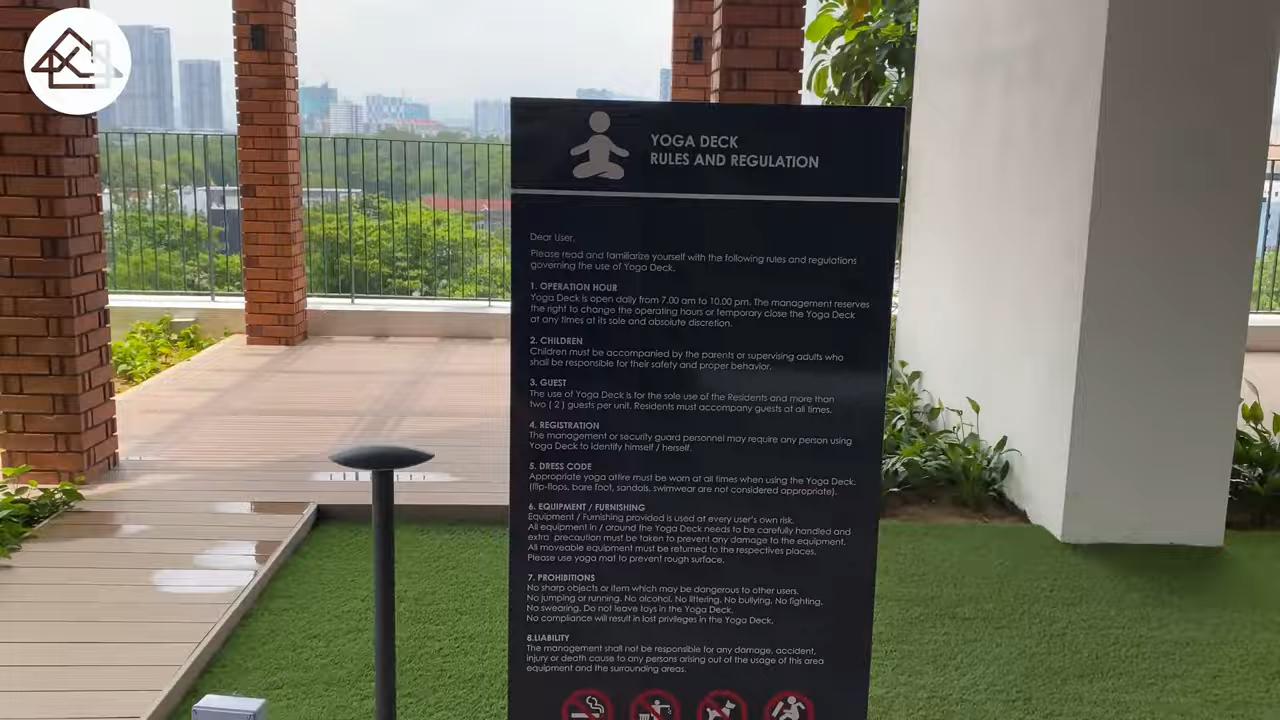 YOGA DECK
RULES AND REGULATION
Dear User,
Please read and familiarize yourself with the following rules and regulations
governing the use of Yoga Deck.
1. OPERATION HOUR
Yoga Deck is open daily from 7.00 am to 10.00 pm. The management reserves
the right to change the operating hours or temporary close the Yoga Deck
at any times at its sole and absolute discretion.
2. CHILDREN
Children must be accompanied by the parents or supervising adults who
shall be responsible for their safety and proper behavior.
3. GUEST
The use of Yoga Deck is for the sole use of the Residents and more than
two ( 2 ) guests per unit. Residents must accompany guests at all times.
4. REGISTRATION
The management or security guard personnel may require any person using
Yoga Deck to identify himself / herself.
5. DRESS CODE
Appropriate yoga attire must be worn at all times when using the Yoga Deck.
(flip-flops, bare foot, sandals, swimwear are not considered appropriate).
6. EQUIPMENT / FURNISHING
Equipment / Furnishing provided is used at every user's own risk.
All equipment in / around the Yoga Deck needs to be carefully handled and
extra precaution must be taken to prevent any damage to the equipment.
All moveable equipment must be returned to the respectives places.
Please use yoga mat to prevent rough surface.
7. PROHIBITIONS
No sharp objects or item which may be dangerous to other users.
No jumping or running. No alcohol. No littering. No bullying. No fighting.
No swearing. Do not leave toys in the Yoga Deck.
No compliance will result in lost privileges in the Yoga Deck.
8.LIABILITY
The management shall not be responsible for any damage, accident,
injury or death cause to any persons arising out of the usage of this area
equipment and the surrounding areas.